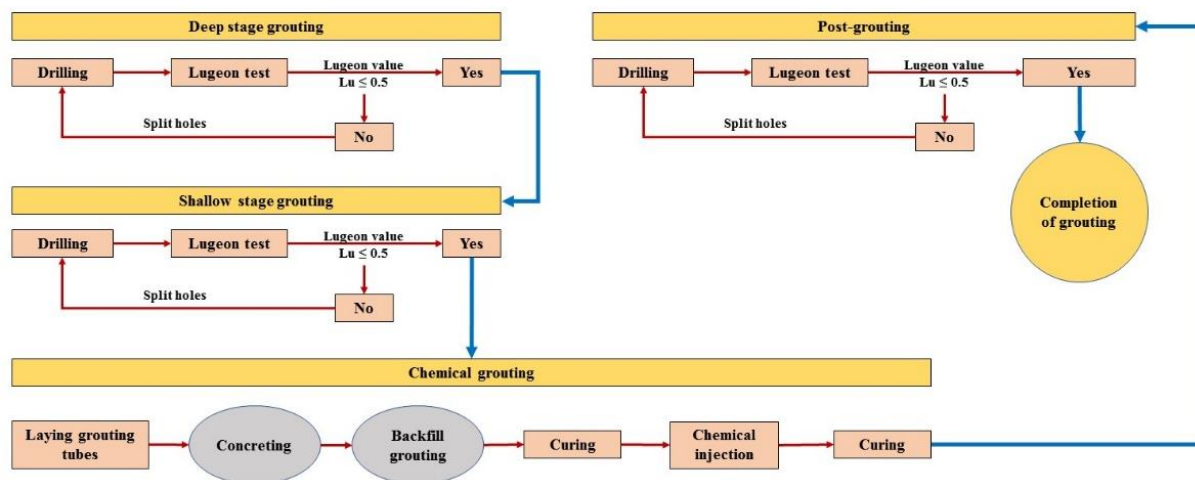 Deep stage grouting
Drilling
Lugeon test
Lugeon value
Lu ≤ 0.5
Yes
Split holes
No
Shallow stage grouting
Drilling
Lugeon test
Lugeon value
Lu ≤ 0.5
Yes
Split holes
No
Post-grouting
Drilling
Lugeon test
Lugeon value
Lu ≤ 0.5
Yes
Split holes
No
Completion
of grouting
Chemical grouting
Laying grouting
tubes
Concreting
Backfill
grouting
Curing
Chemical
injection
Curing